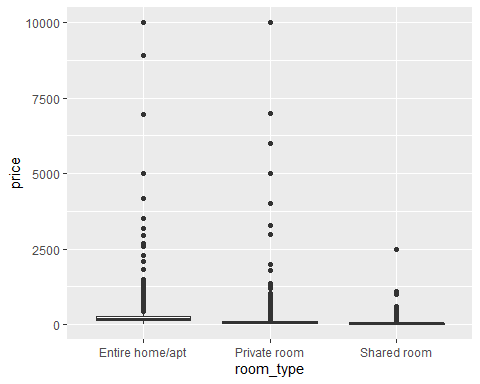 10000
7500
5000
2500
0
price
Entire home/apt
Private room
Shared room
room_type